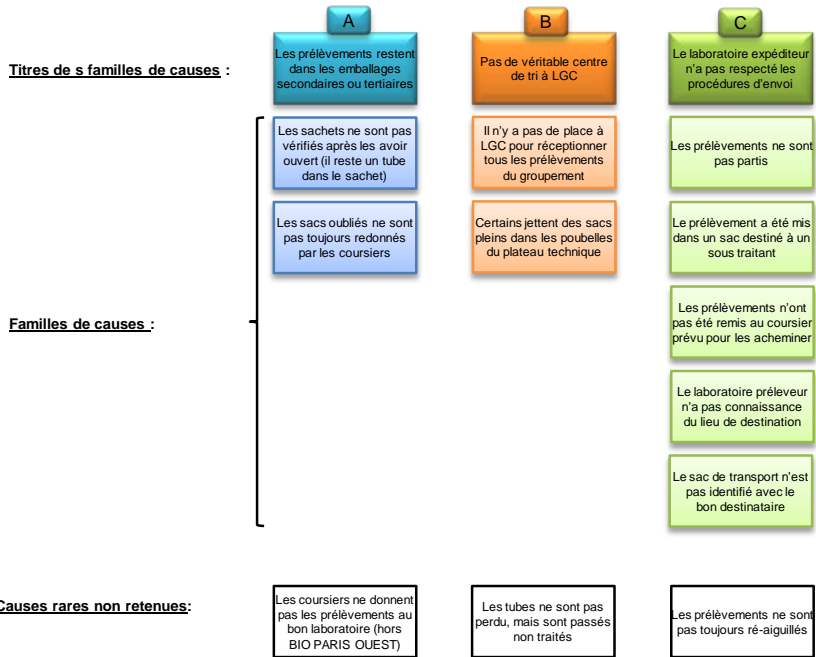 A
B
C
Titres de s familles de causes :
Les prélèvements restent
dans les emballages
secondaires ou tertiaires
Pas de véritable centre
de tri à LGC
Le laboratoire expéditeur
n'a pas respecté les
procédures d'envoi
Les sachets ne sont pas
vérifiés après les avoir
ouvert (il reste un tube
dans le sachet)
Il n'y a pas de place à
LGC pour réceptionner
tous les prélèvements
du groupement
Les prélèvements ne sont
pas partis
Les sacs oubliés ne sont
pas toujours redonnés
par les coursiers
Certains jettent des sacs
pleins dans les poubelles
du plateau technique
Le prélèvement a été mis
dans un sac destiné à un
sous traitant
Familles de causes :
Les prélèvements n'ont
pas été remis au coursier
prévu pour les acheminer
Le laboratoire préleveur
n'a pas connaissance
du lieu de destination
Le sac de transport n'est
pas identifié avec le
bon destinataire
Causes rares non retenues:
Les coursiers ne donnent
pas les prélèvements au
bon laboratoire (hors
BIO PARIS OUEST)
Les tubes ne sont pas
perdu, mais sont passés
non traités
Les prélèvements ne sont
pas toujours ré-aiguillés